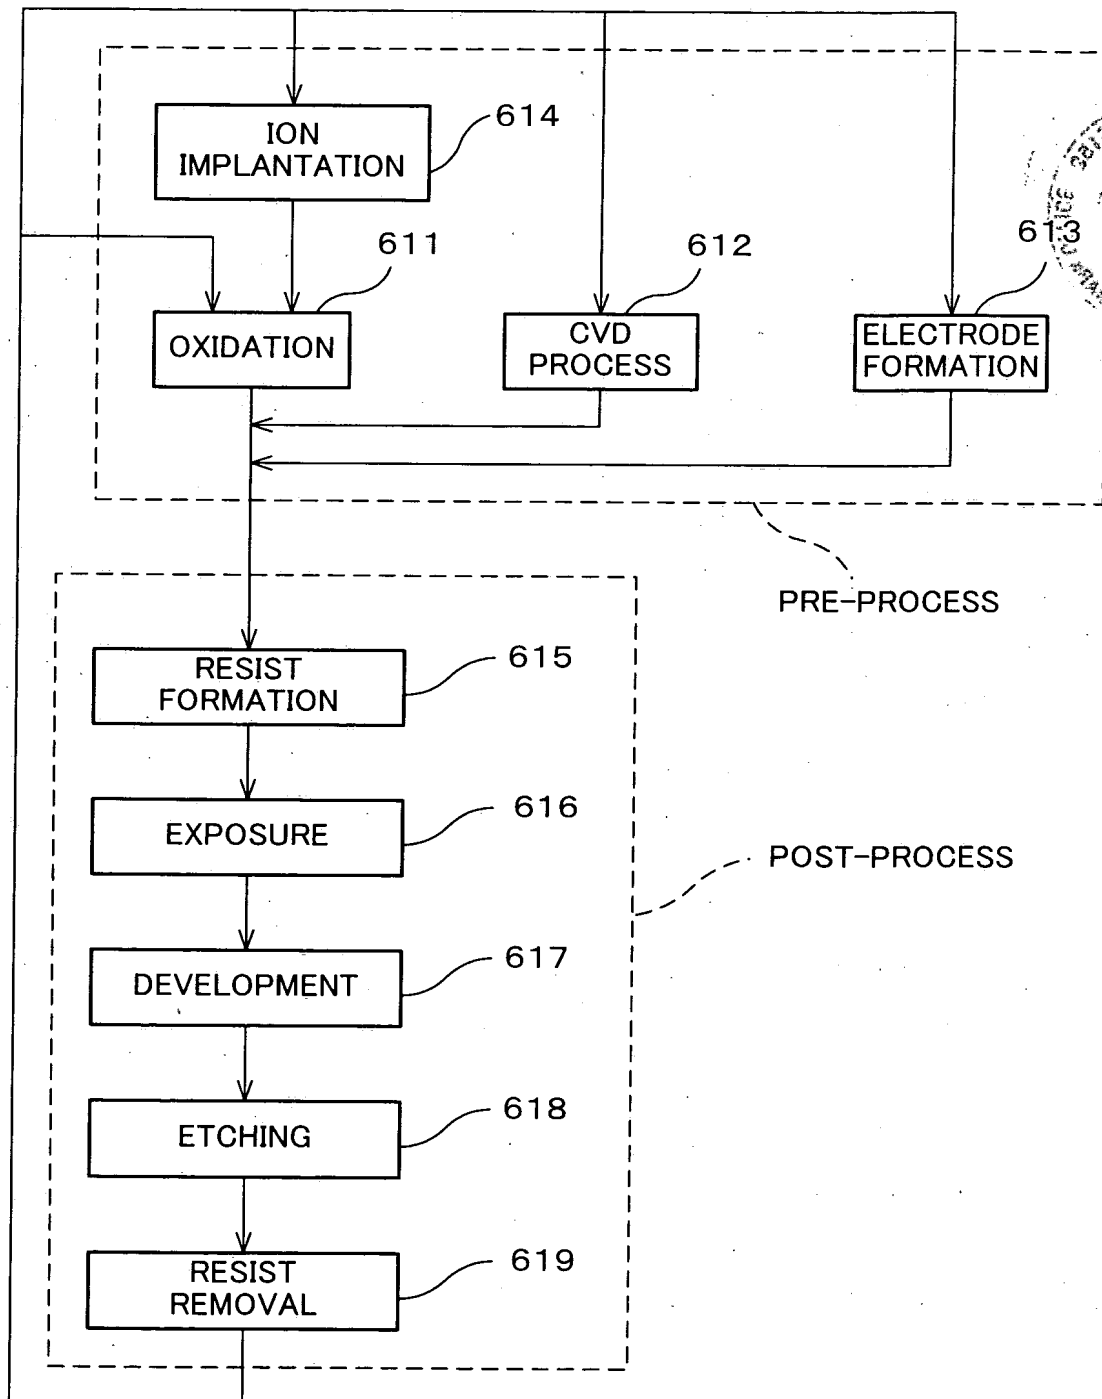 614
ION
IMPLANTATION
611
612
613
OXIDATION
CVD
PROCESS
ELECTRODE
FORMATION
PRE-PROCESS
615
RESIST
FORMATION
616
EXPOSURE
POST-PROCESS
617
DEVELOPMENT
618
ETCHING
619
RESIST
REMOVAL